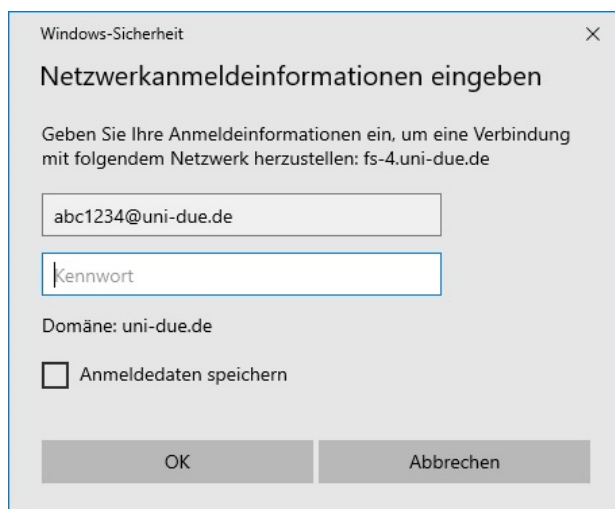 Windows-Sicherheit
Netzwerkanmeldeinformationen eingeben
Geben Sie Ihre Anmeldeinformationen ein, um eine Verbindung
mit folgendem Netzwerk herzustellen: fs-4.uni-due.de
abc1234@uni-due.de
Kennwort
Domäne: uni-due.de
Anmeldedaten speichern
OK Abbrechen